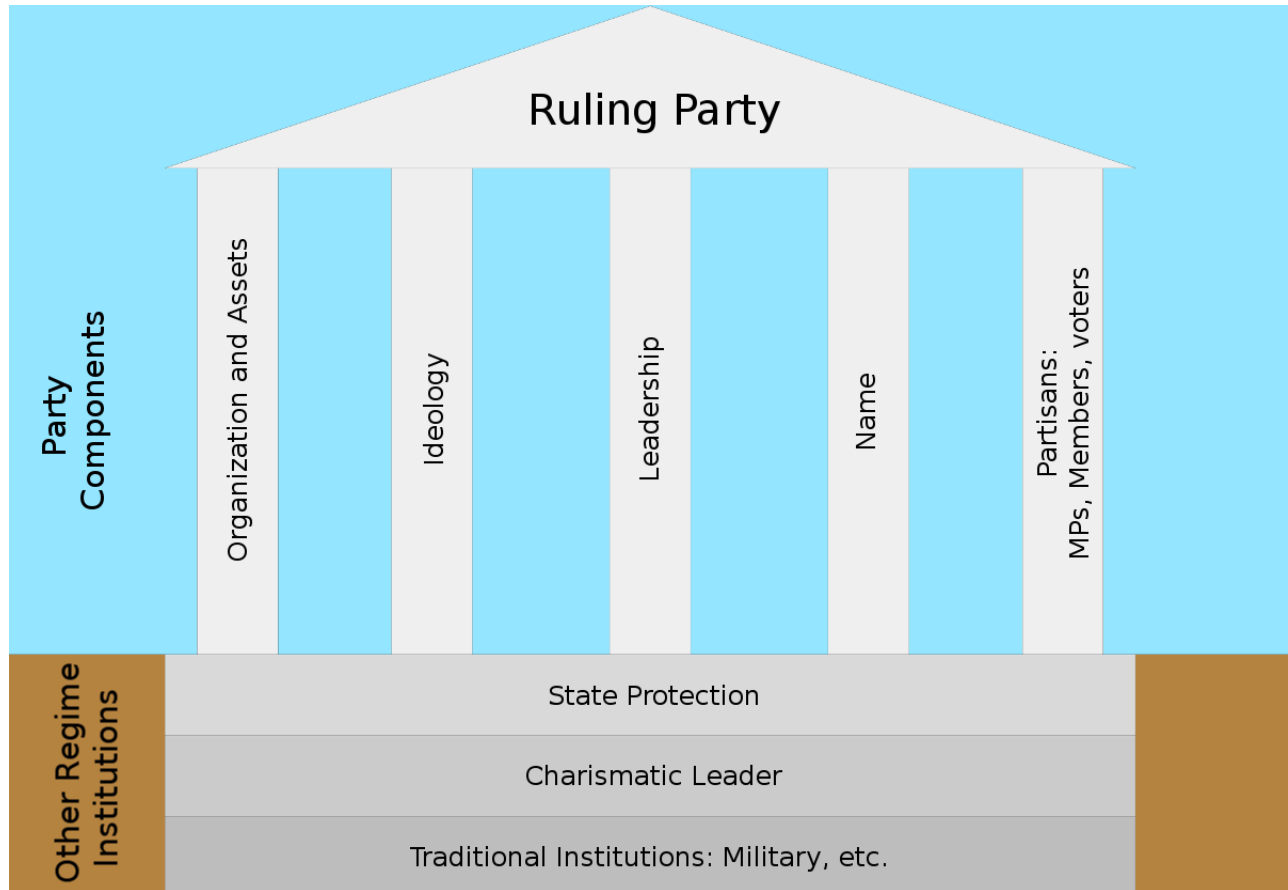 Ruling Party
Party
Components
Organization and Assets
Ideology
Leadership
Name
Partisans:
MPs, Members, voters
Other Regime
Institutions
State Protection
Charismatic Leader
Traditional Institutions: Military, etc.